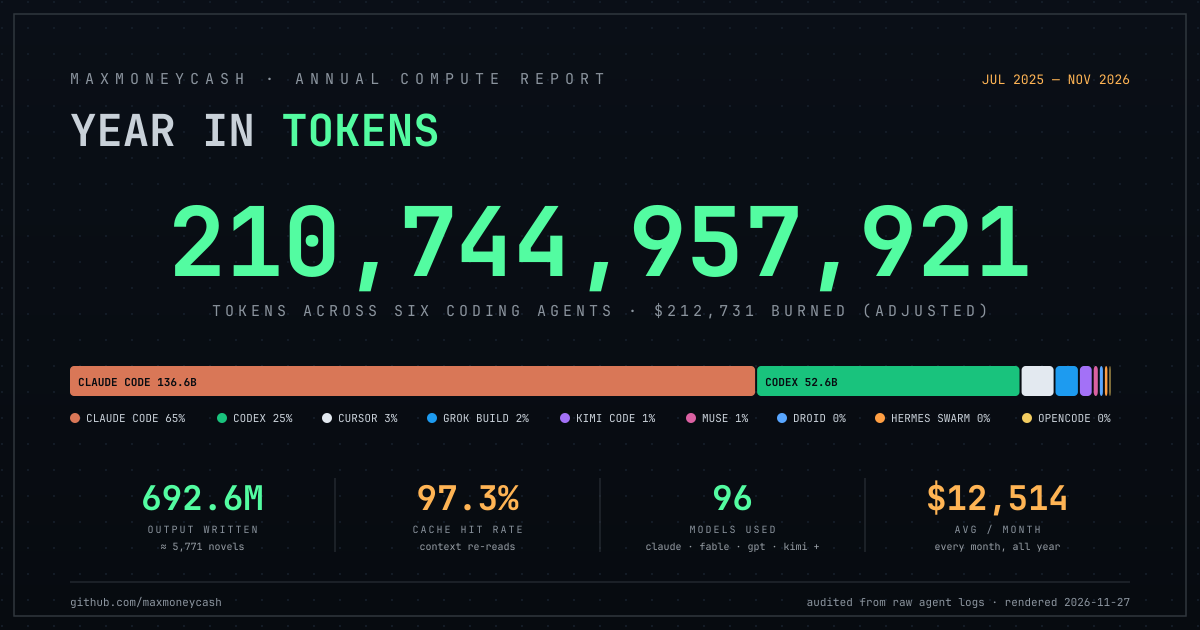 MAXMONEYCASH · ANNUAL COMPUTE REPORT
JUL 2025 — NOV 2026
YEAR IN TOKENS
210,744,957,921
TOKENS ACROSS SIX CODING AGENTS · $212,731 BURNED (ADJUSTED)
CLAUDE CODE 136.6B
CODEX 52.6B
CLAUDE CODE 65% CODEX 25% CURSOR 3% GROK BUILD 2% KIMI CODE 1% MUSE 1% DROID 0% HERMES SWARM 0% OPENCODE 0%
692.6M
OUTPUT WRITTEN
≈ 5,771 novels
97.3%
CACHE HIT RATE
context re-reads
96
MODELS USED
claude · fable · gpt · kimi +
$12,514
AVG / MONTH
every month, all year
github.com/maxmoneycash
audited from raw agent logs · rendered 2026-11-27